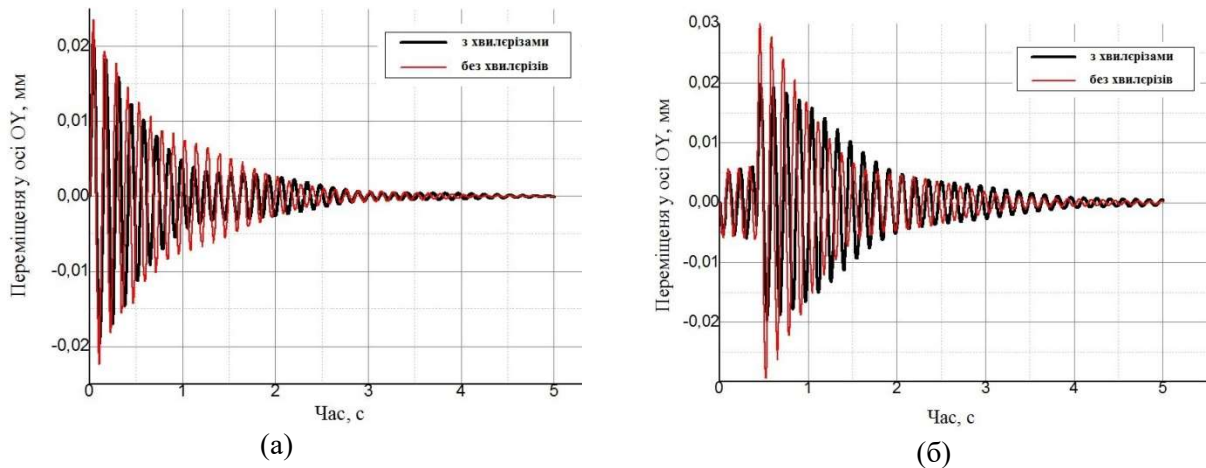 Переміщеня у осі OY, мм
0,02
0,01
0,00
-0,01
-0,02
з хвилєрізами
без хвилєрізів
0 1 2 3 4 5
Час, с
(а)
Переміщеня у осі OY, мм
0,03
0,02
0,01
0,00
-0,01
-0,02
з хвилєрізами
без хвилєрізів
0 1 2 3 4 5
Час, с
(б)